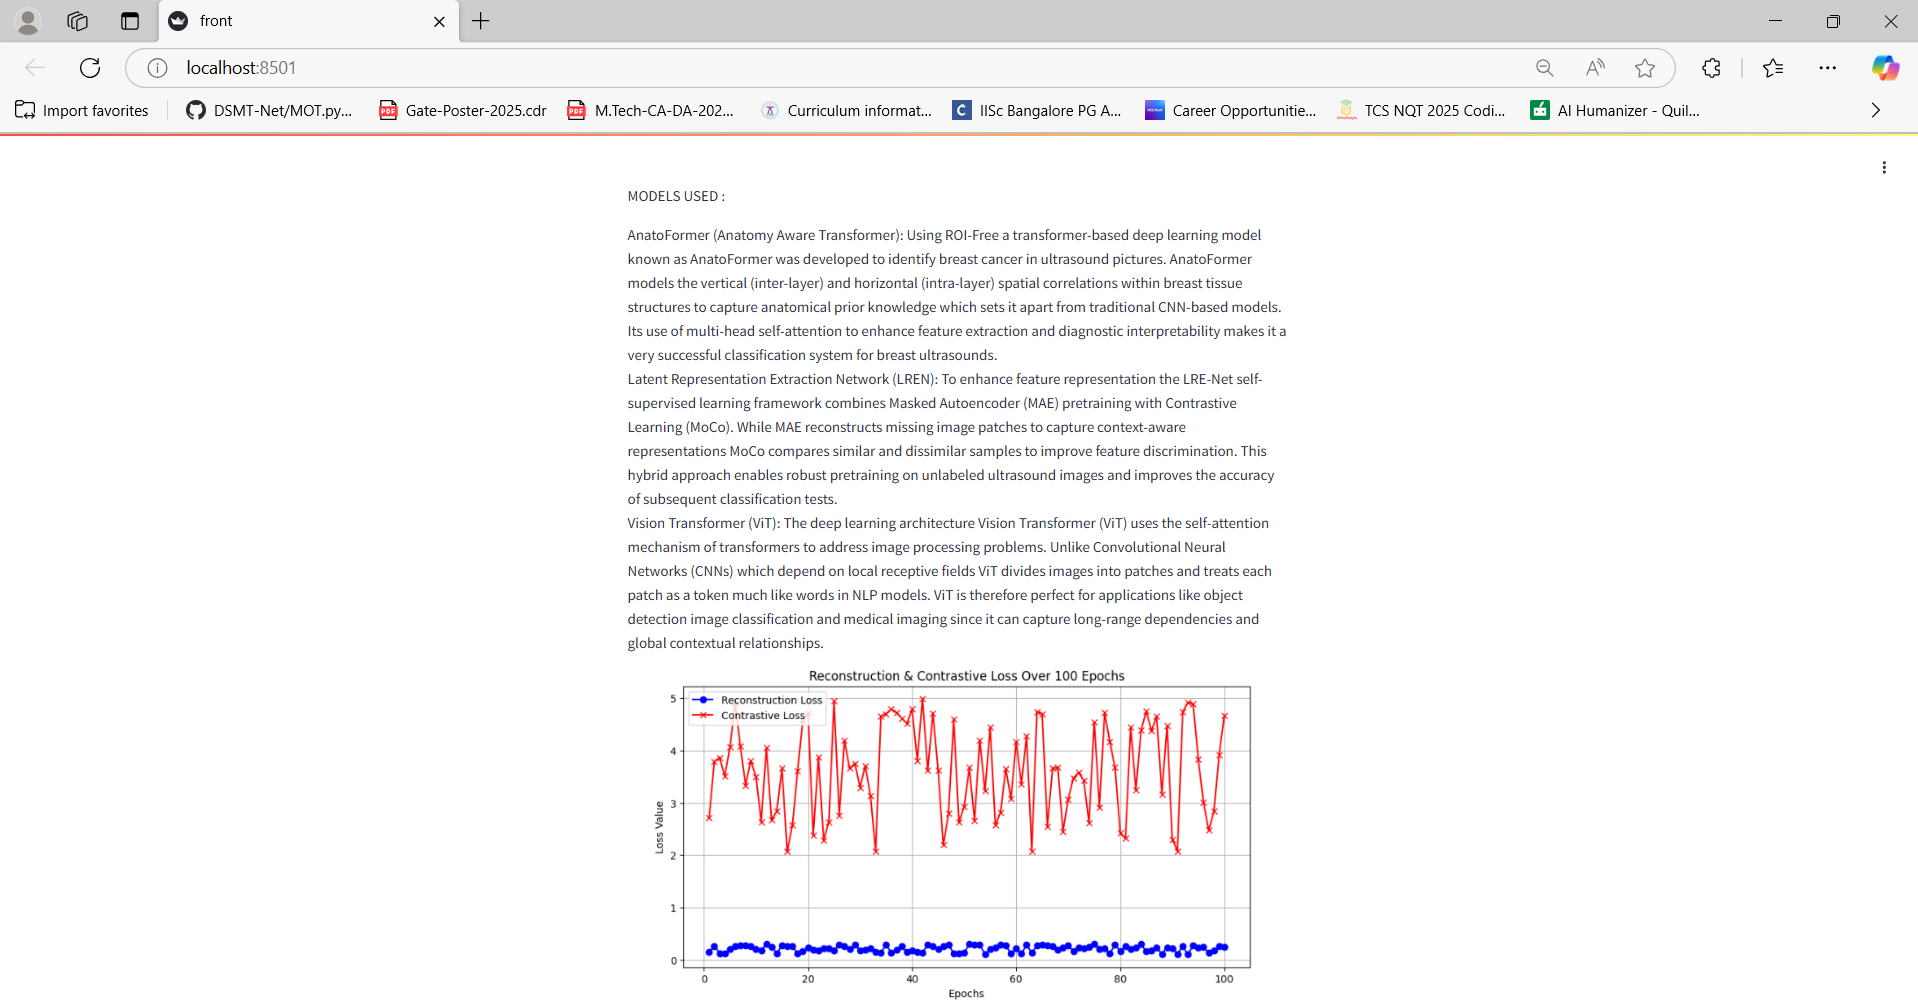 front
localhost:8501
Import favorites
DSMT-Net/MOT.py...
Gate-Poster-2025.cdr
M.Tech-CA-DA-202...
Curriculum informat...
IISc Bangalore PG A...
Career Opportunitie...
TCS NQT 2025 Codi...
AI Humanizer - Quil...
MODELS USED :
AnatoFormer (Anatomy Aware Transformer): Using ROI-Free a transformer-based deep learning model
known as AnatoFormer was developed to identify breast cancer in ultrasound pictures. AnatoFormer
models the vertical (inter-layer) and horizontal (intra-layer) spatial correlations within breast tissue
structures to capture anatomical prior knowledge which sets it apart from traditional CNN-based models.
Its use of multi-head self-attention to enhance feature extraction and diagnostic interpretability makes it a
very successful classification system for breast ultrasounds.
Latent Representation Extraction Network (LREN): To enhance feature representation the LRE-Net self-
supervised learning framework combines Masked Autoencoder (MAE) pretraining with Contrastive
Learning (MoCo). While MAE reconstructs missing image patches to capture context-aware
representations MoCo compares similar and dissimilar samples to improve feature discrimination. This
hybrid approach enables robust pretraining on unlabeled ultrasound images and improves the accuracy
of subsequent classification tests.
Vision Transformer (ViT): The deep learning architecture Vision Transformer (ViT) uses the self-attention
mechanism of transformers to address image processing problems. Unlike Convolutional Neural
Networks (CNNs) which depend on local receptive fields ViT divides images into patches and treats each
patch as a token much like words in NLP models. ViT is therefore perfect for applications like object
detection image classification and medical imaging since it can capture long-range dependencies and
global contextual relationships.
Reconstruction & Contrastive Loss Over 100 Epochs
Reconstruction Loss
Contrastive Loss
Loss Value
5
4
3
2
1
0
0 20 40 60 80 100
Epochs